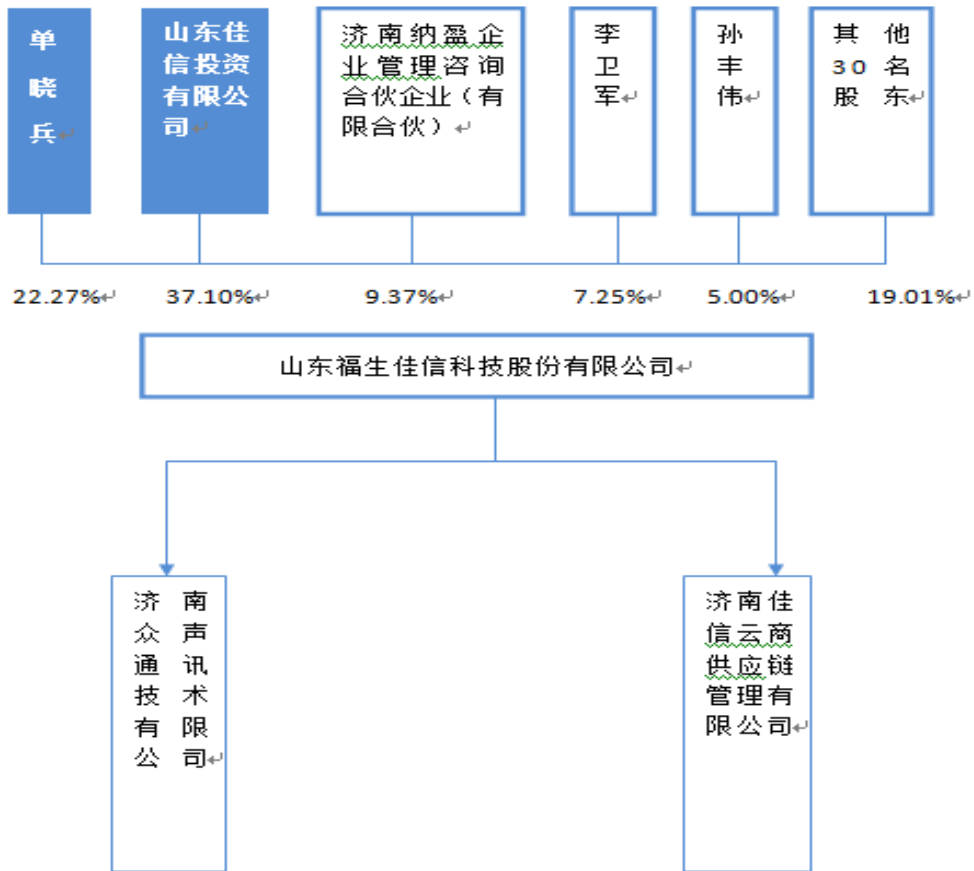 单
晓
兵
山东佳
信投资
有限公
司
济南纳盈企
业管理咨询
合伙企业（有
限合伙）
李
卫
军
孙
丰
伟
其他
30名
股东
22.27%
37.10%
9.37%
7.25%
5.00%
19.01%
山东福生佳信科技股份有限公司
济南
众声
通讯
技术
有限
公司
济南佳
信云商
供应链
管理有
限公司